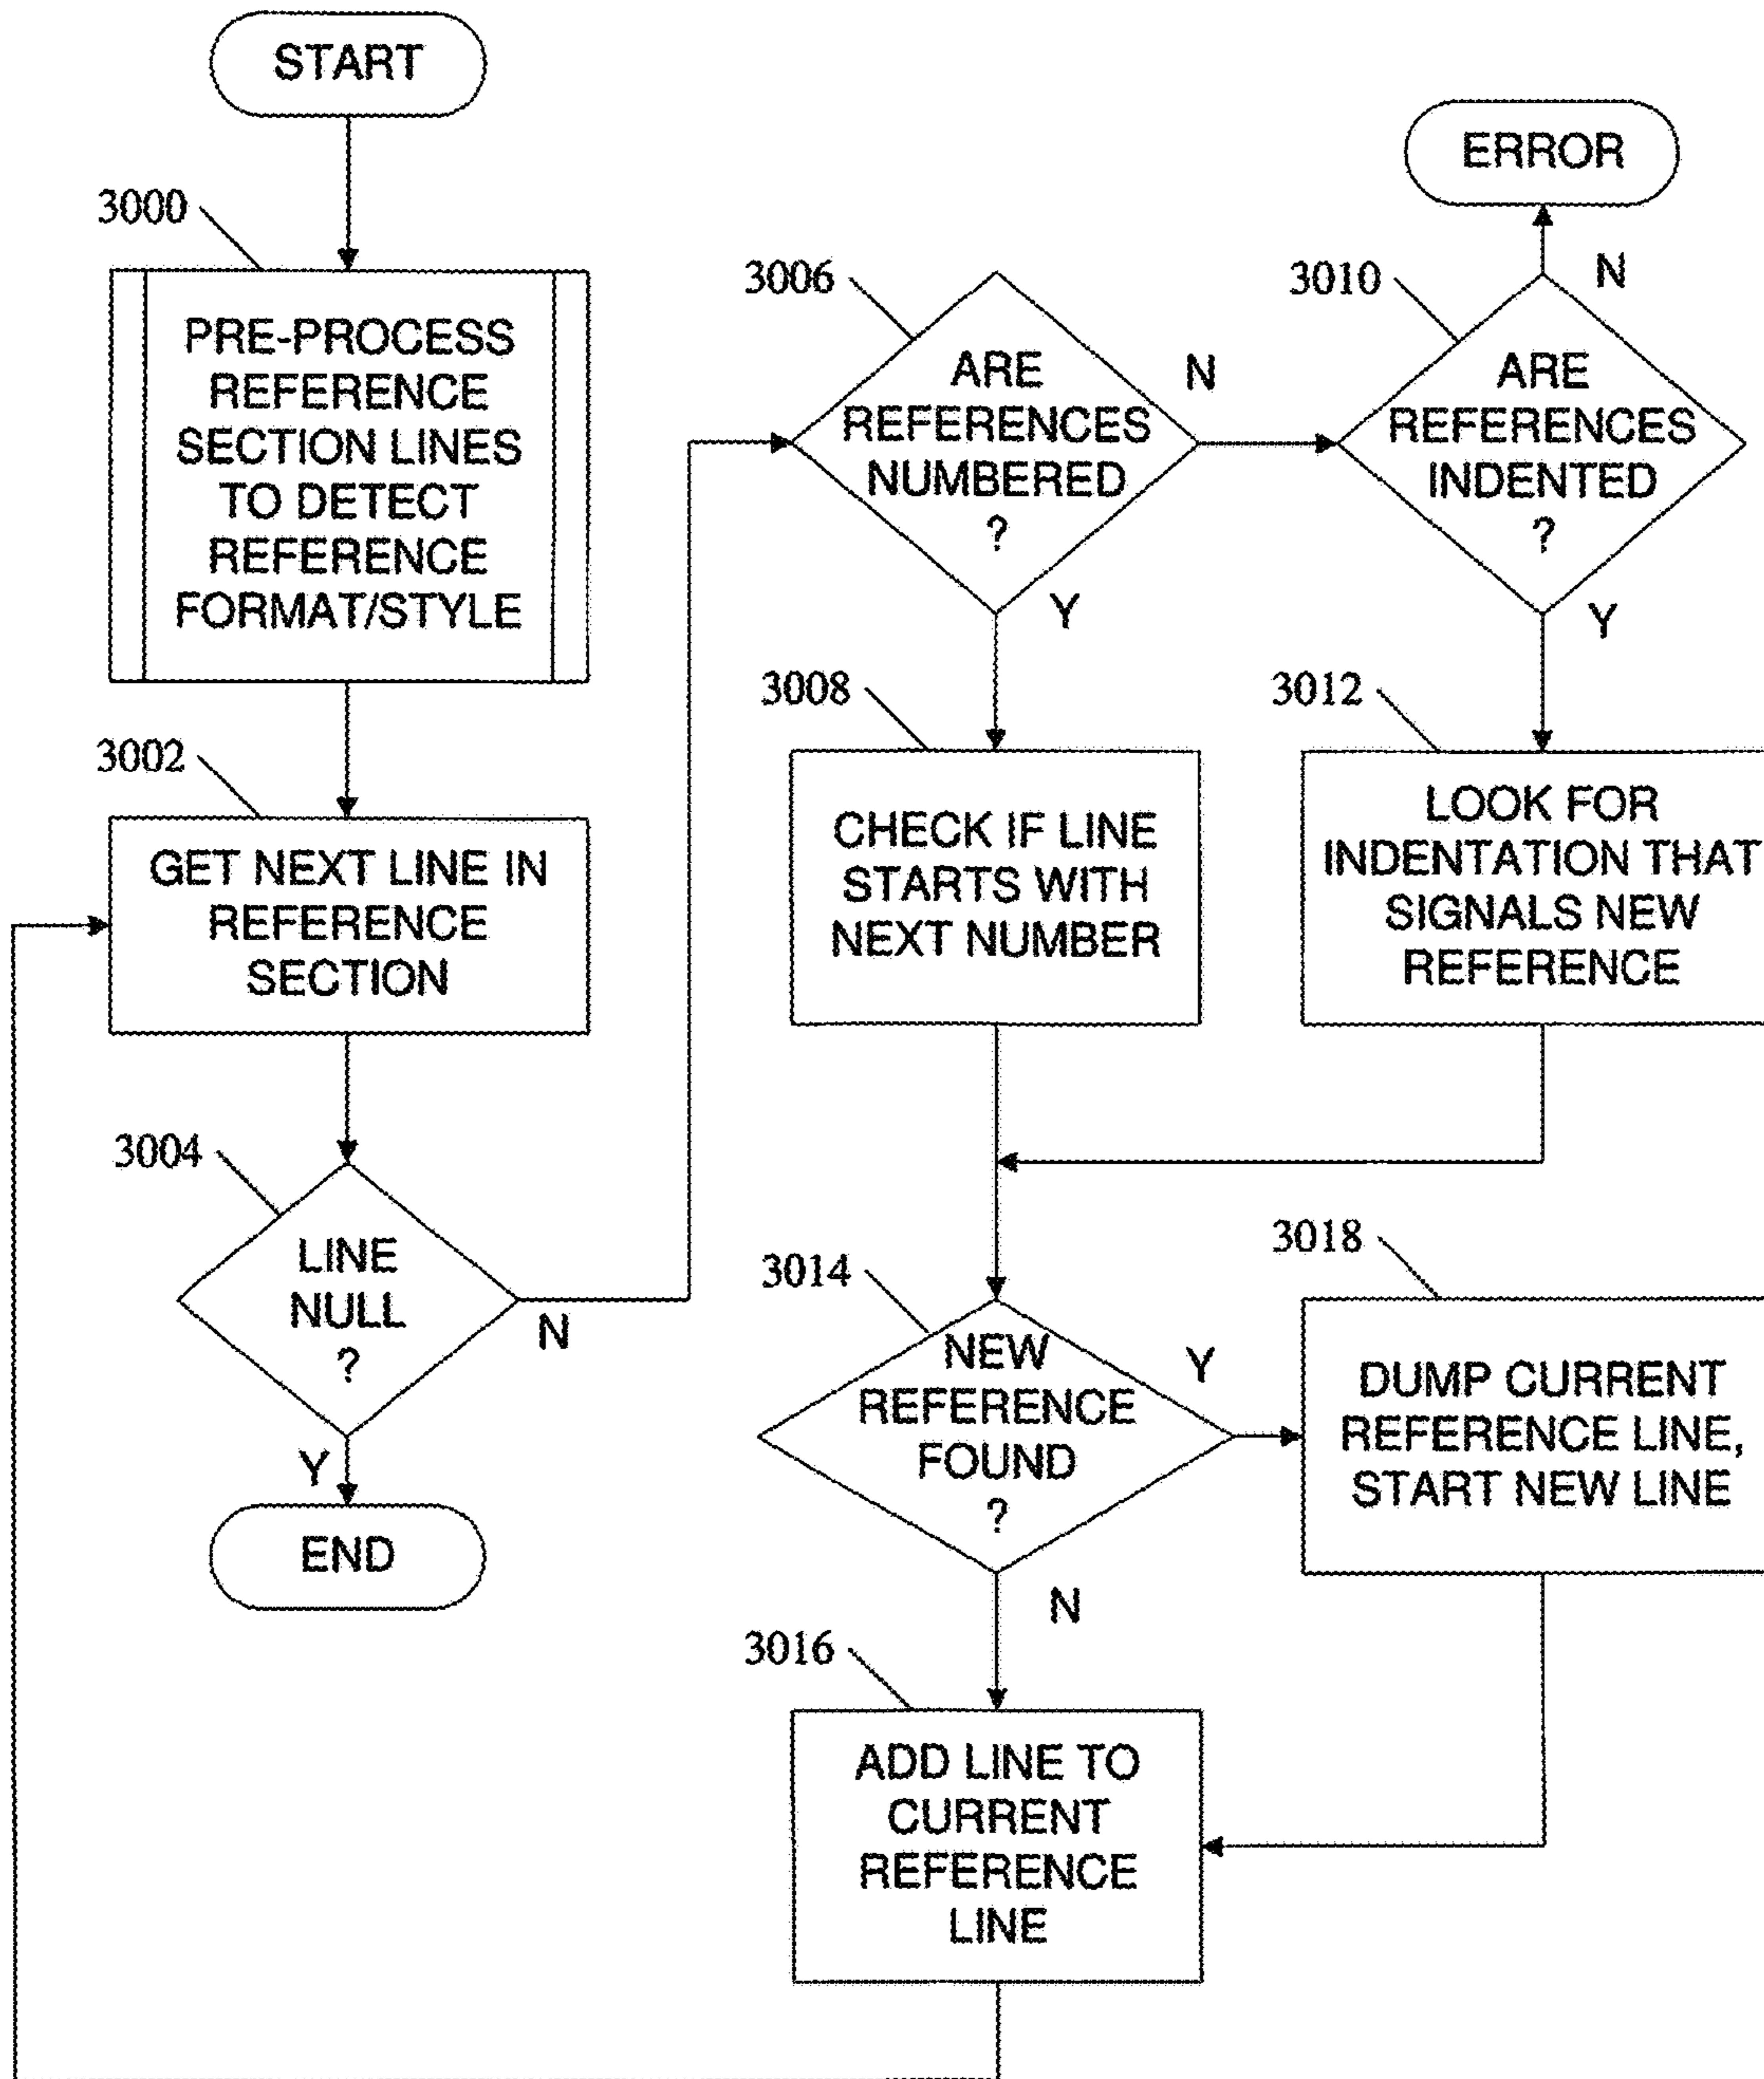 START
3000
PRE-PROCESS
REFERENCE
SECTION LINES
TO DETECT
REFERENCE
FORMAT/STYLE
3002
GET NEXT LINE IN
REFERENCE
SECTION
3004
LINE
NULL
?
N
Y
END
3006
ARE
REFERENCES
NUMBERED
?
N
Y
3010
ARE
REFERENCES
INDENTED
?
N
ERROR
Y
3008
CHECK IF LINE
STARTS WITH
NEXT NUMBER
3012
LOOK FOR
INDENTATION THAT
SIGNALS NEW
REFERENCE
3014
NEW
REFERENCE
FOUND
?
Y
N
3018
DUMP CURRENT
REFERENCE LINE,
START NEW LINE
3016
ADD LINE TO
CURRENT
REFERENCE
LINE